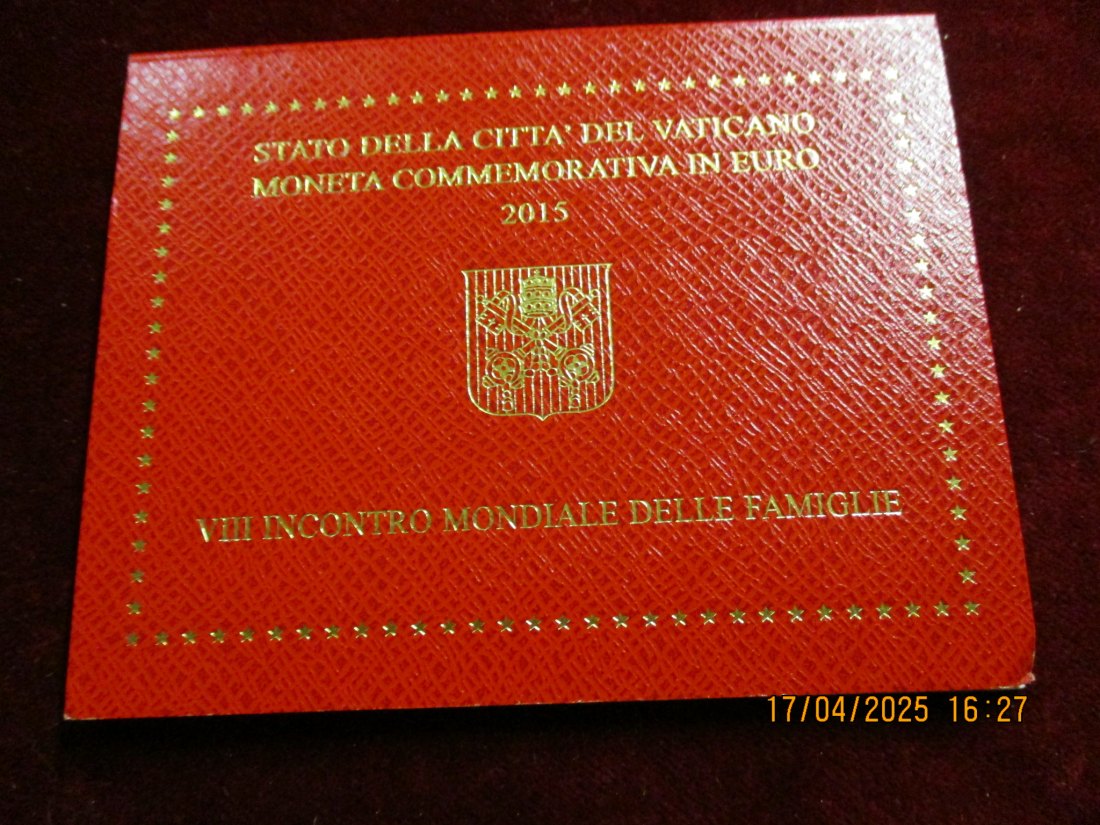 STATO DELLA CITTA' DEL VATICANO
MONETA COMMEMORATIVA IN EURO
2015
VIII INCONTRO MONDIALE DELLE FAMIGLIE
17/04/2025 16:27